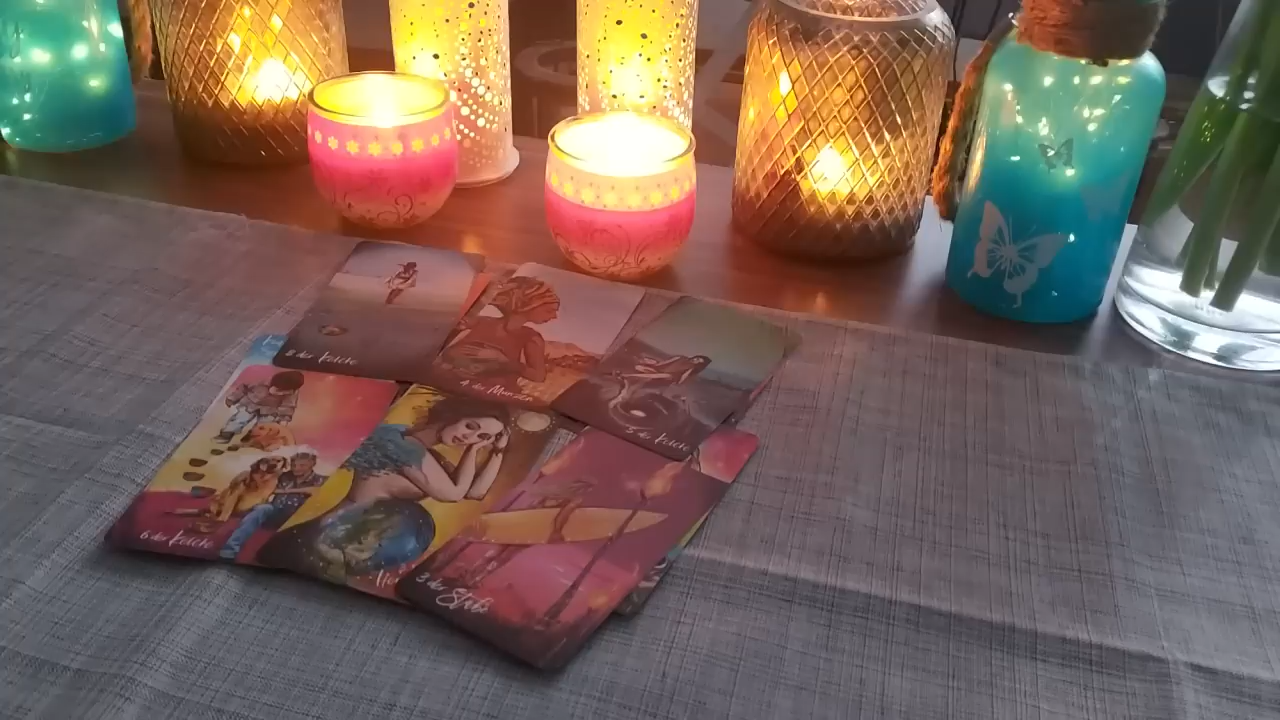 8 der Kelche
4 der Münzen
5 der Kelche
6 der Kelche
3 der Stäbe